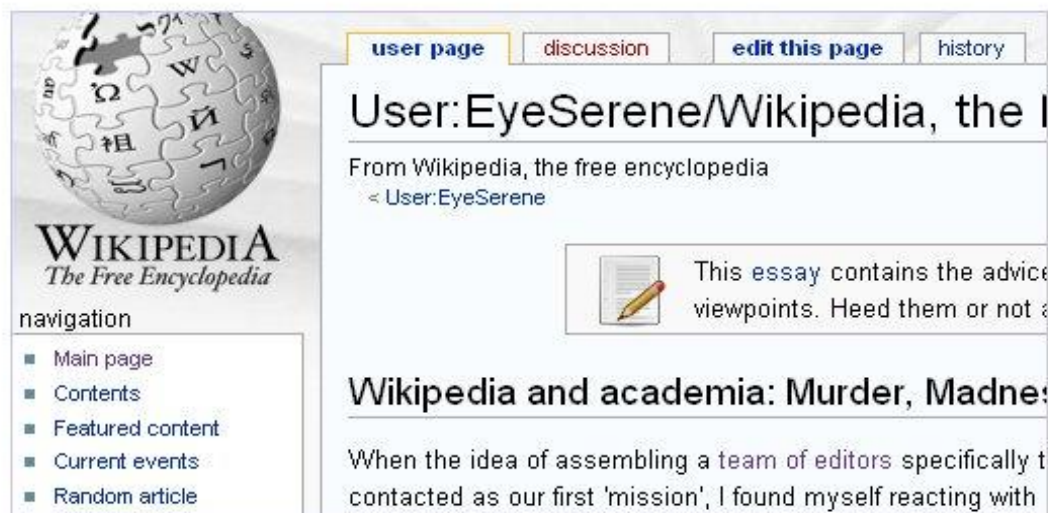 user page
discussion
edit this page
history
User:EyeSerene/Wikipedia, the
From Wikipedia, the free encyclopedia
< User:EyeSerene
Ω
W
И
祖
WIKIPEDIA
The Free Encyclopedia
This essay contains the advice
viewpoints. Heed them or not
navigation
Main page
Contents
Featured content
Current events
Random article
Wikipedia and academia: Murder, Madnes
When the idea of assembling a team of editors specifically t
contacted as our first 'mission', I found myself reacting with